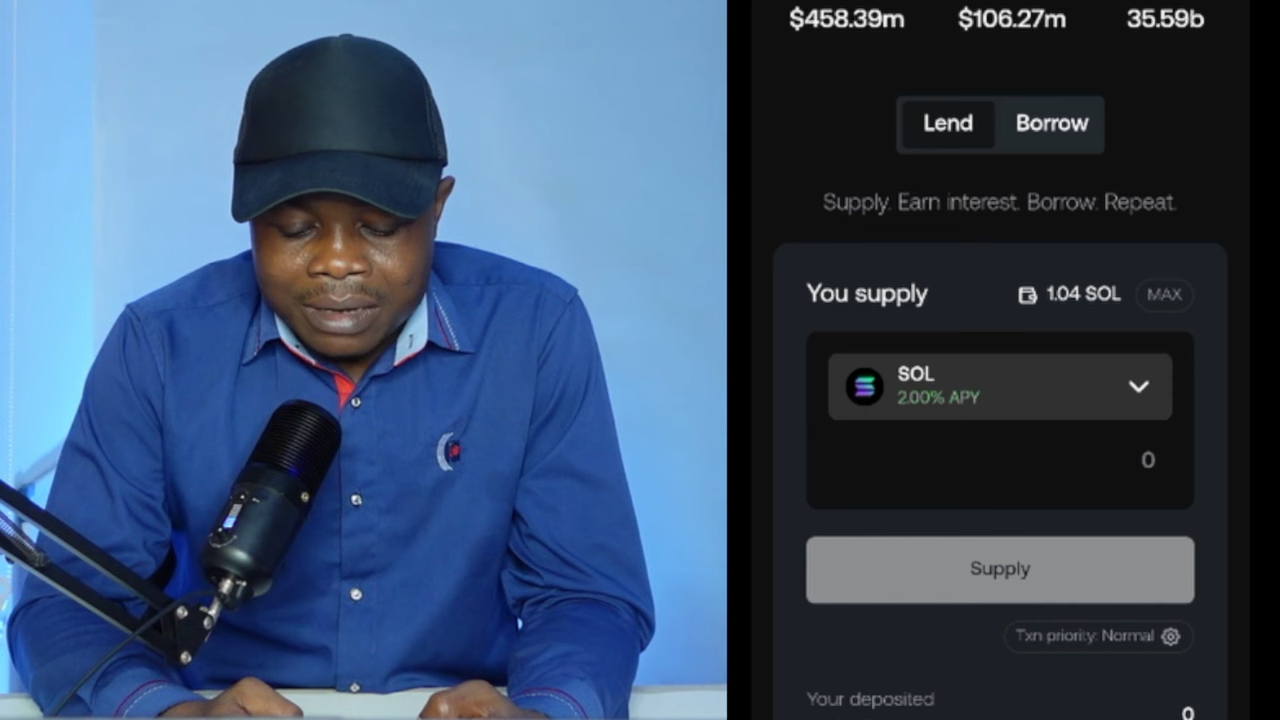 $458.39m $106.27m 35.59b
Lend Borrow
Supply. Earn interest. Borrow. Repeat.
You supply 1.04 SOL MAX
SOL
2.00% APY
0
Supply
Txn priority: Normal
Your deposited
0